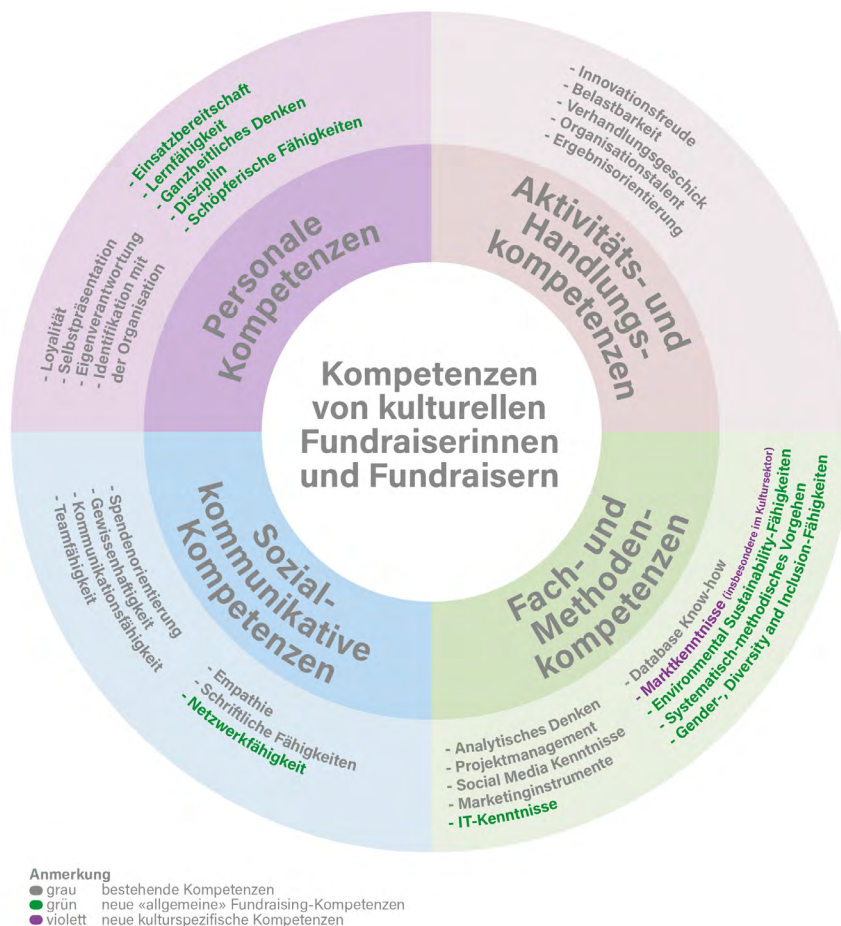 Kompetenzen
von kulturellen
Fundraiserinnen
und Fundraisern
Personale
Kompetenzen
- Einsatzbereitschaft
- Lernfähigkeit
- Ganzheitliches Denken
- Disziplin
- Schöpferische Fähigkeiten
- Loyalität
- Selbstpräsentation
- Eigenverantwortung
- Identifikation mit
der Organisation
Aktivitäts- und
Handlungs-
kompetenzen
- Innovationsfreude
- Belastbarkeit
- Verhandlungsgeschick
- Organisationstalent
- Ergebnisorientierung
Sozial-
kommunikative
Kompetenzen
- Spendenorientierung
- Gewissenhaftigkeit
- Kommunikationsfähigkeit
- Teamfähigkeit
- Empathie
- Schriftliche Fähigkeiten
- Netzwerkfähigkeit
Fach- und
Methoden-
kompetenzen
- Database Know-how
- Marktkenntnisse (insbesondere im Kultursektor)
- Environmental Sustainability-Fähigkeiten
- Systematisch-methodisches Vorgehen
- Gender-, Diversity and Inclusion-Fähigkeiten
- Analytisches Denken
- Projektmanagement
- Social Media Kenntnisse
- Marketinginstrumente
- IT-Kenntnisse
Anmerkung
grau bestehende Kompetenzen
grün neue «allgemeine» Fundraising-Kompetenzen
violett neue kulturspezifische Kompetenzen